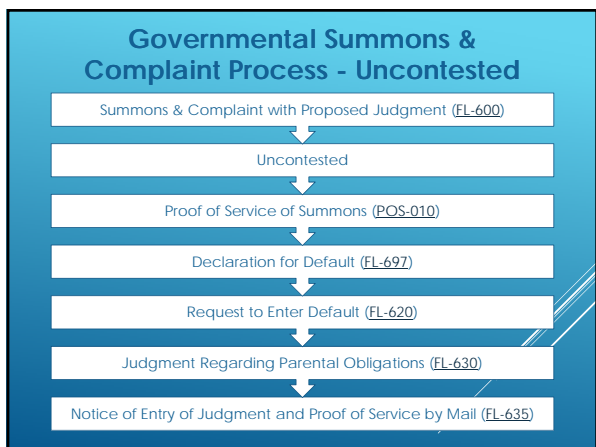 Governmental Summons &
Complaint Process - Uncontested
Summons & Complaint with Proposed Judgment (FL-600)
Uncontested
Proof of Service of Summons (POS-010)
Declaration for Default (FL-697)
Request to Enter Default (FL-620)
Judgment Regarding Parental Obligations (FL-630)
Notice of Entry of Judgment and Proof of Service by Mail (FL-635)